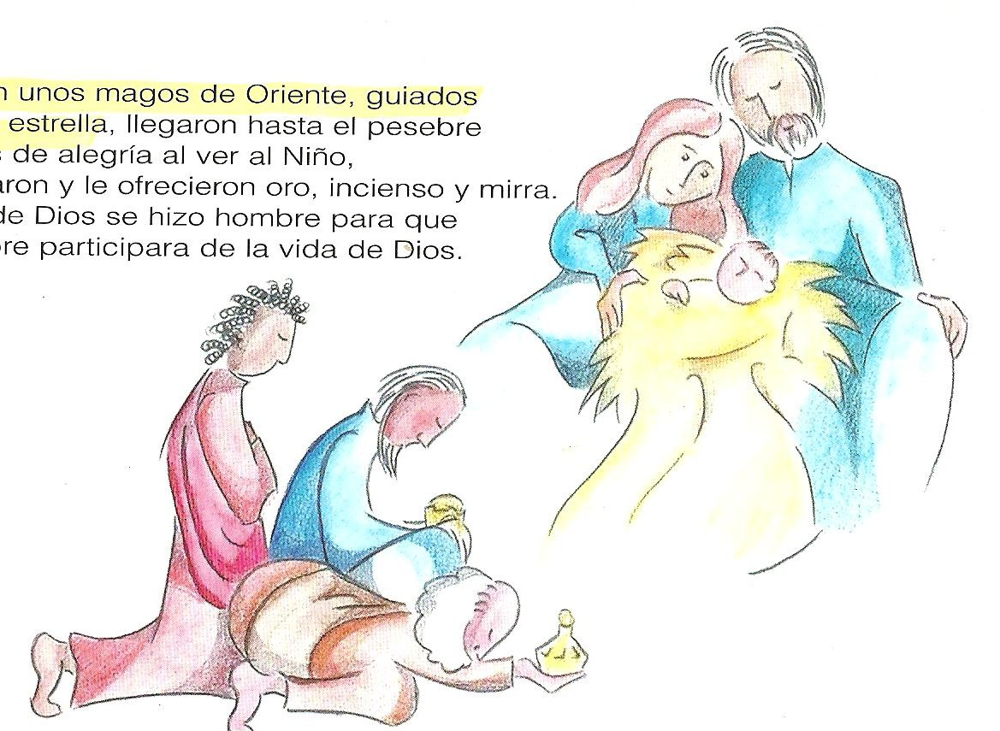 n unos magos de Oriente, guiados
estrella, llegaron hasta el pesebre
s de alegría al ver al Niño,
aron y le ofrecieron oro, incienso y mirra.
de Dios se hizo hombre para que
bre participara de la vida de Dios.